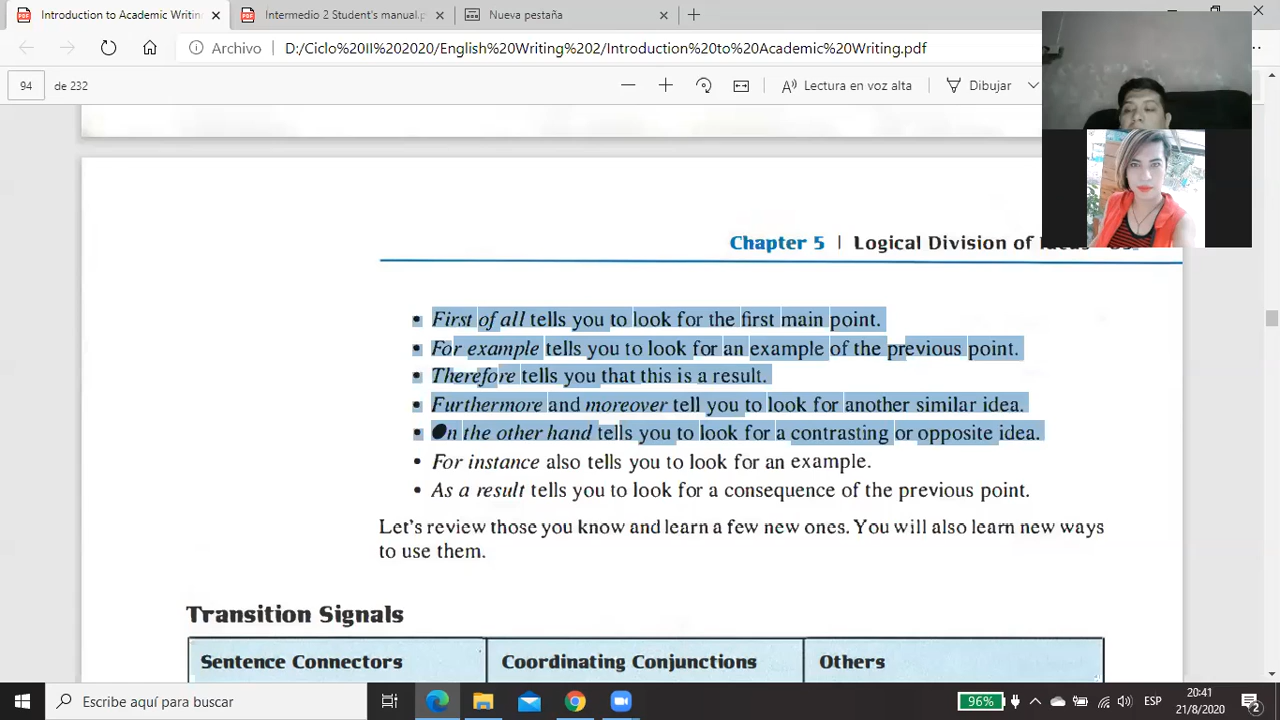 Introduction to Academic Writing
Intermedio 2 Student's manual.p
Nueva pestaña
Archivo
D:/Ciclo%20II%202020/English%20Writing%202/Introduction%20to%20Academic%20Writing.pdf
94 de 232
Lectura en voz alta
Dibujar
Chapter 5 | Logical Division of
• First of all tells you to look for the first main point.
• For example tells you to look for an example of the previous point.
• Therefore tells you that this is a result.
• Furthermore and moreover tell you to look for another similar idea.
• On the other hand tells you to look for a contrasting or opposite idea.
• For instance also tells you to look for an example.
• As a result tells you to look for a consequence of the previous point.
Let's review those you know and learn a few new ones. You will also learn new ways
to use them.
Transition Signals
Sentence Connectors
Coordinating Conjunctions
Others
Escribe aquí para buscar
96%
ESP
20:41
21/8/2020
2